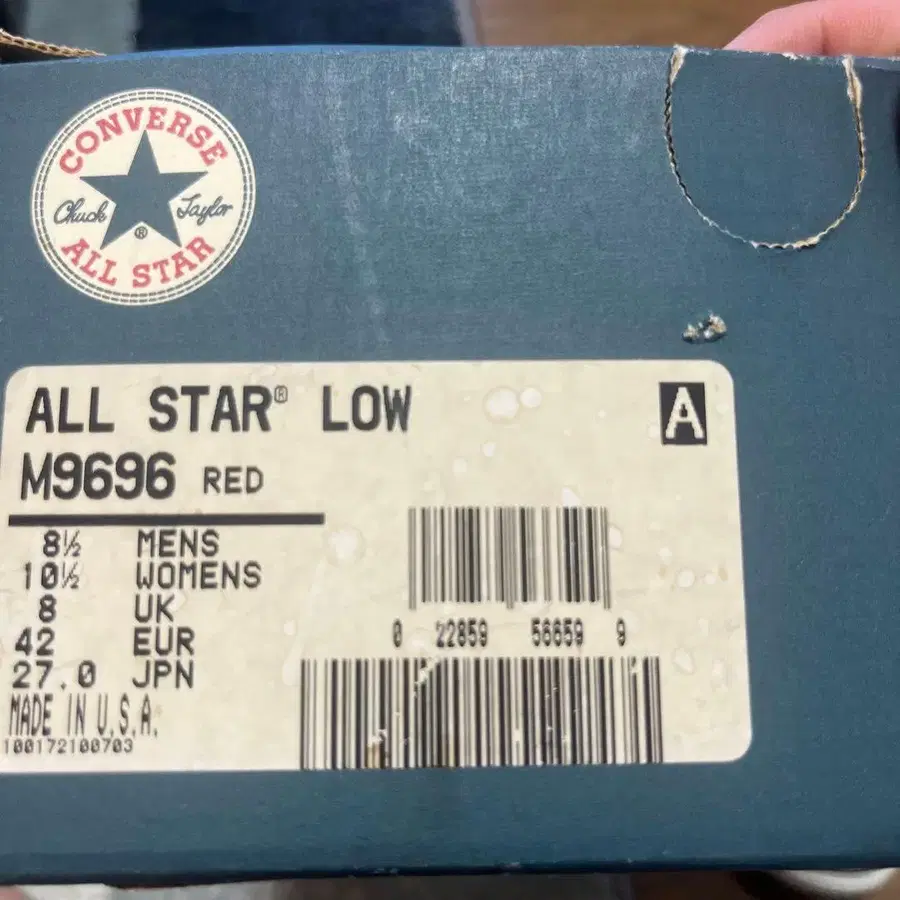 CONVERSE
Chuck Taylor
®
ALL STAR
ALL STAR® LOW
A
M9696 RED
8½ MENS
10½ WOMENS
8 UK
42 EUR
27.0 JPN
MADE IN U.S.A.
100172100703
0 22859 56659 9